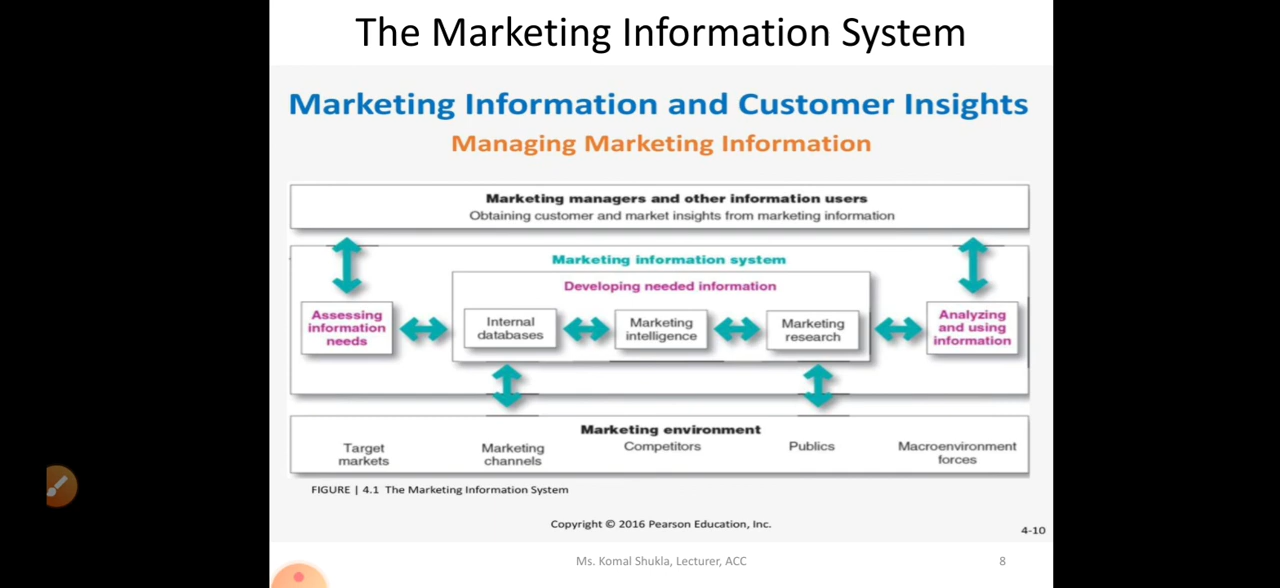 The Marketing Information System
Marketing Information and Customer Insights
Managing Marketing Information
Marketing managers and other information users
Obtaining customer and market insights from marketing information
Marketing information system
Developing needed information
Assessing
information
needs
Internal
databases
Marketing
intelligence
Marketing
research
Analyzing
and using
information
Marketing environment
Target
markets
Marketing
channels
Competitors
Publics
Macroenvironment
forces
FIGURE | 4.1 The Marketing Information System
Copyright © 2016 Pearson Education, Inc.
4-10
Ms. Komal Shukla, Lecturer, ACC
8